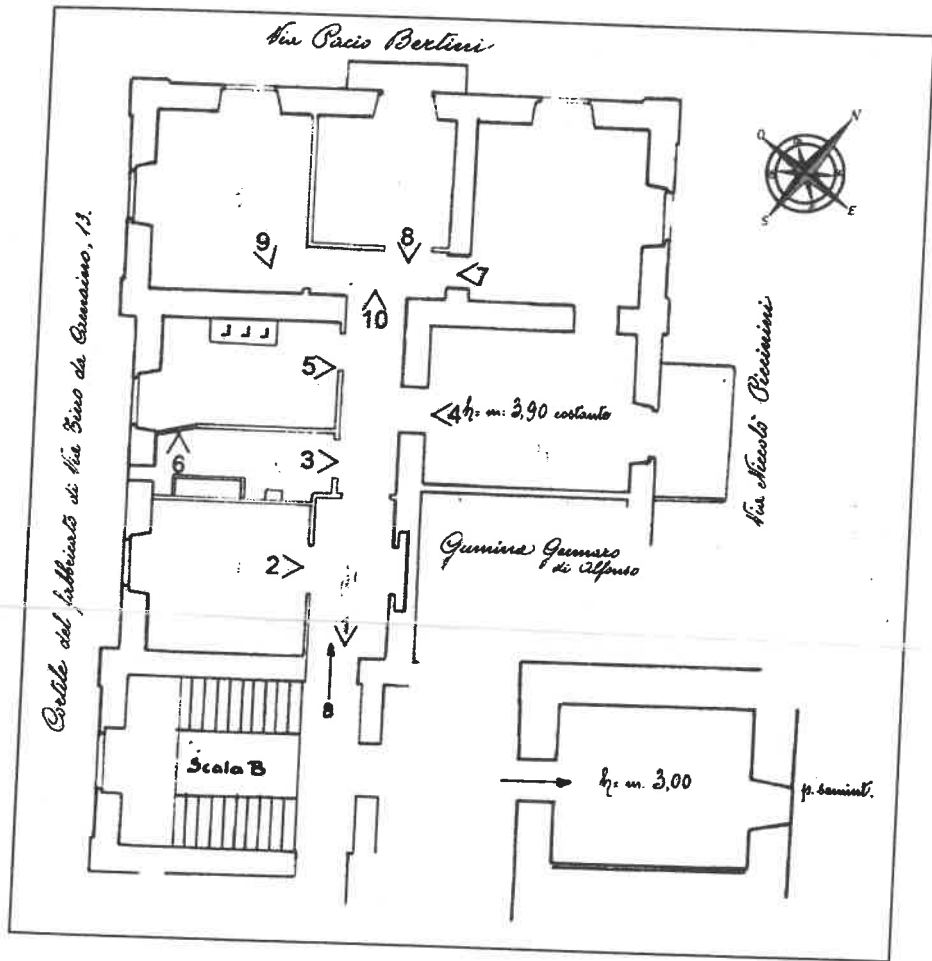 Via Pacio Bertini
N
O
S
E
9
8
7
10
5
4
h= m: 3,90 costante
3
6
2
Cortile del fabbricato di Via Tino da Camaino, 13.
Via Niccolò Piccinini
Gumina Gennaro
di Alfonso
8
Scala B
h= m. 3,00
p. semint.